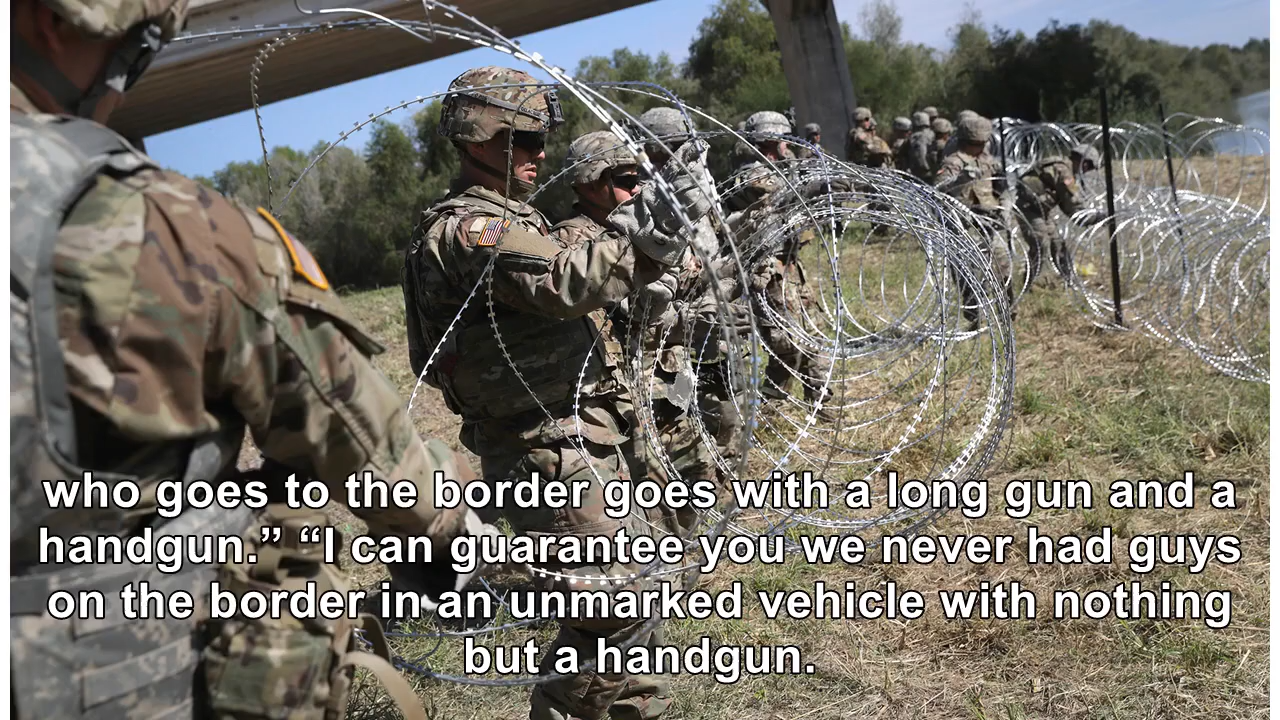 who goes to the border goes with a long gun and a
handgun.” “I can guarantee you we never had guys
on the border in an unmarked vehicle with nothing
but a handgun.